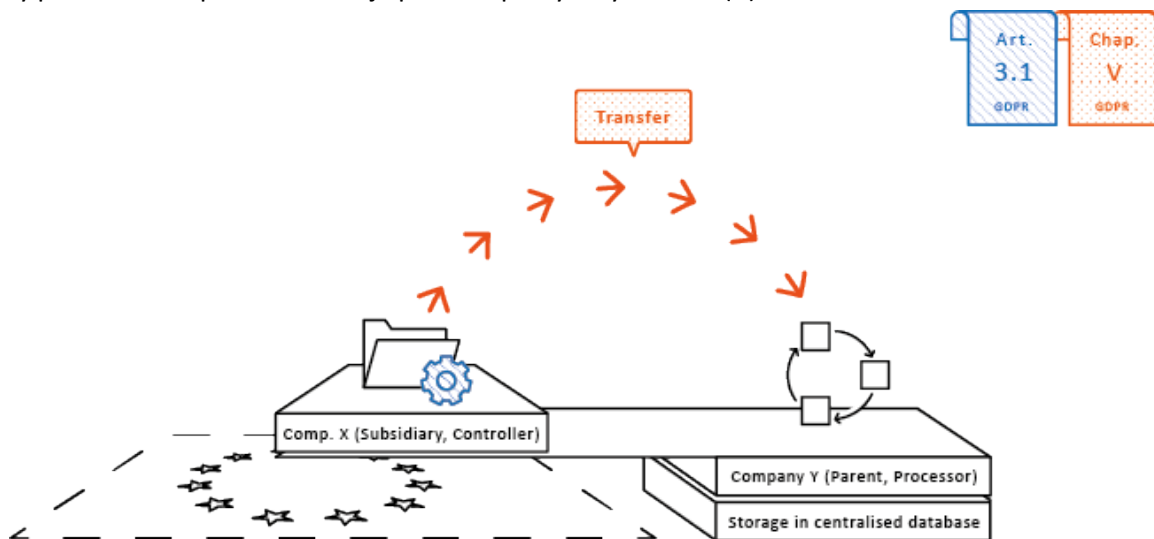 Art.
3.1
GDPR
Chap.
V
GDPR
Transfer
Comp. X (Subsidiary, Controller)
Company Y (Parent, Processor)
Storage in centralised database